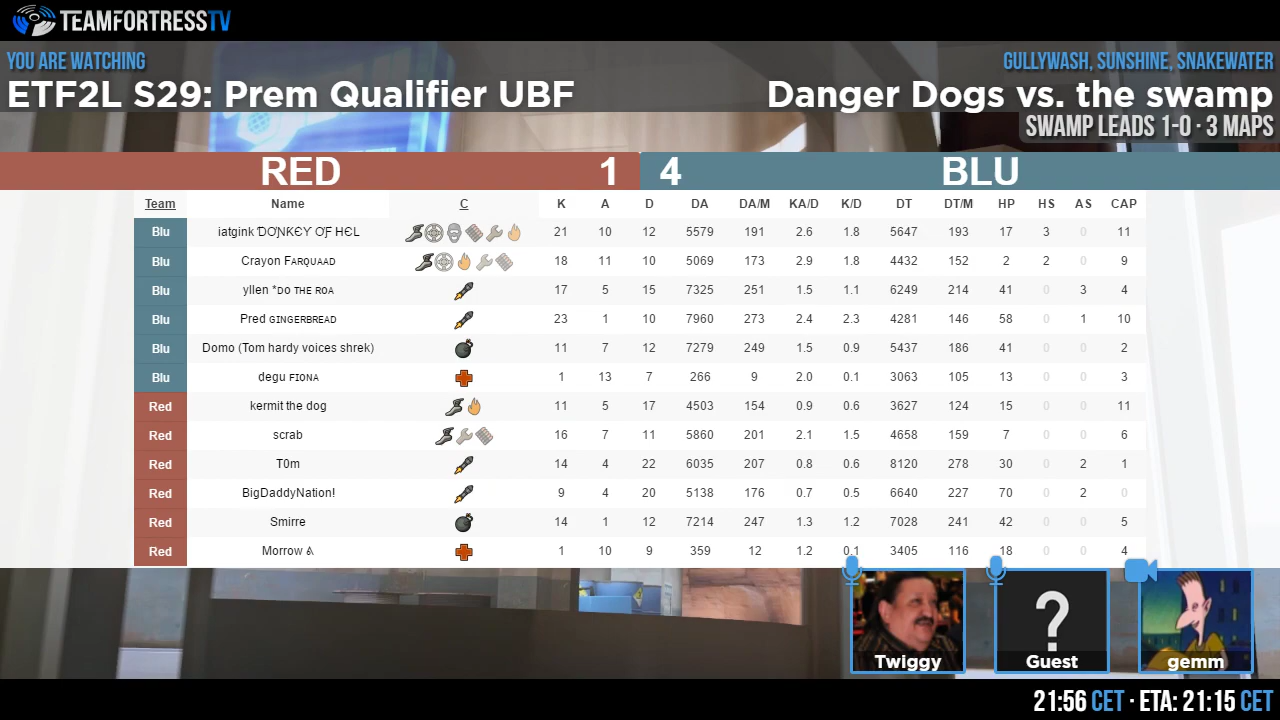 TEAMFORTRESSTV
YOU ARE WATCHING
GULLYWASH, SUNSHINE, SNAKEWATER
ETF2L S29: Prem Qualifier UBF
Danger Dogs vs. the swamp
SWAMP LEADS 1-0 · 3 MAPS
RED 1 4 BLU
Team Name C K A D DA DA/M KA/D K/D DT DT/M HP HS AS CAP
Blu iatgink ƊƠƝƘЄƳ ƠƑ HЄL 21 10 12 5579 191 2.6 1.8 5647 193 17 3 0 11
Blu Crayon Fᴀʀǫᴜᴀᴀᴅ 18 11 10 5069 173 2.9 1.8 4432 152 2 2 0 9
Blu yllen *ᴅᴏ ᴛʜᴇ ʀᴏᴀ 17 5 15 7325 251 1.5 1.1 6249 214 41 0 3 4
Blu Pred ɢɪɴɢᴇʀʙʀᴇᴀᴅ 23 1 10 7960 273 2.4 2.3 4281 146 58 0 1 10
Blu Domo (Tom hardy voices shrek) 11 7 12 7279 249 1.5 0.9 5437 186 41 0 0 2
Blu degu ꜰɪᴏɴᴀ 1 13 7 266 9 2.0 0.1 3063 105 13 0 0 3
Red kermit the dog 11 5 17 4503 154 0.9 0.6 3627 124 15 0 0 11
Red scrab 16 7 11 5860 201 2.1 1.5 4658 159 7 0 0 6
Red T0m 14 4 22 6035 207 0.8 0.6 8120 278 30 0 2 1
Red BigDaddyNation! 9 4 20 5138 176 0.7 0.5 6640 227 70 0 2 0
Red Smirre 14 1 12 7214 247 1.3 1.2 7028 241 42 0 0 5
Red Morrow 1 10 9 359 12 1.2 0.1 3405 116 18 0 0 4
?
Twiggy Guest gemm
21:56 CET · ETA: 21:15 CET